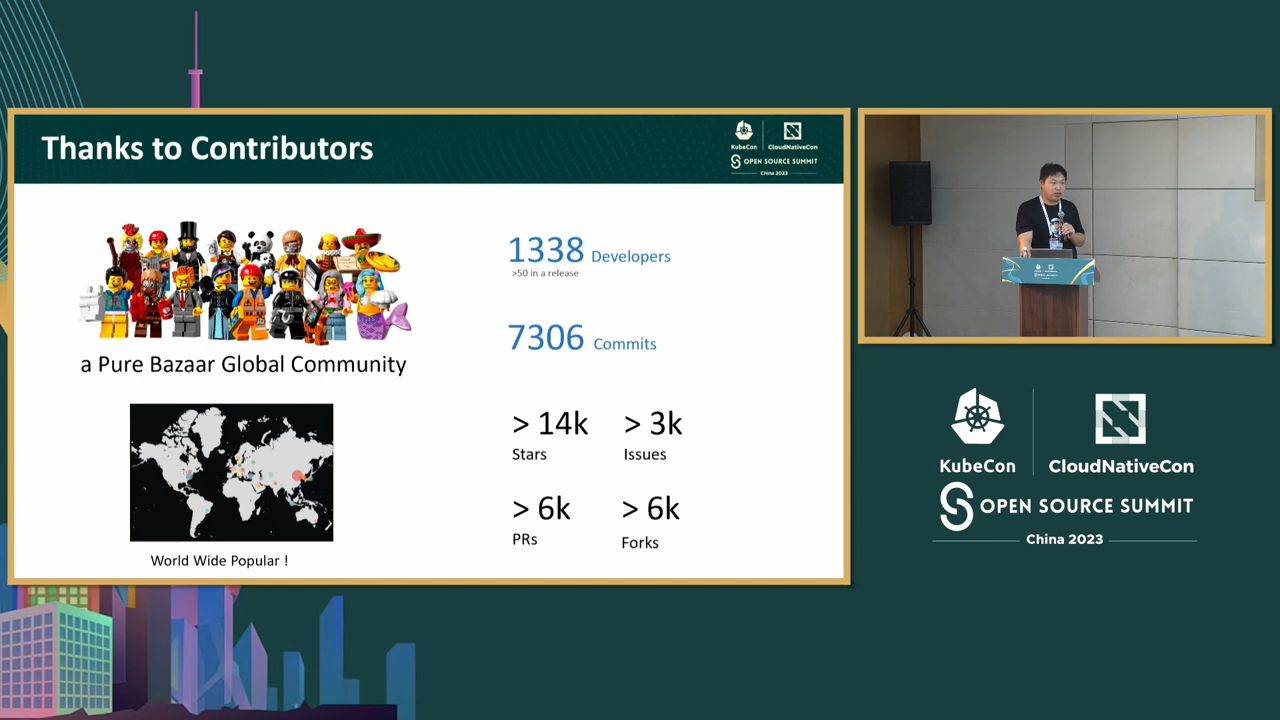 Thanks to Contributors
KubeCon
CloudNativeCon
OPEN SOURCE SUMMIT
China 2023
a Pure Bazaar Global Community
World Wide Popular !
1338 Developers
>50 in a release
7306 Commits
> 14k
> 3k
Stars
Issues
> 6k
> 6k
PRs
Forks
KubeCon
CloudNativeCon
OPEN SOURCE SUMMIT
China 2023